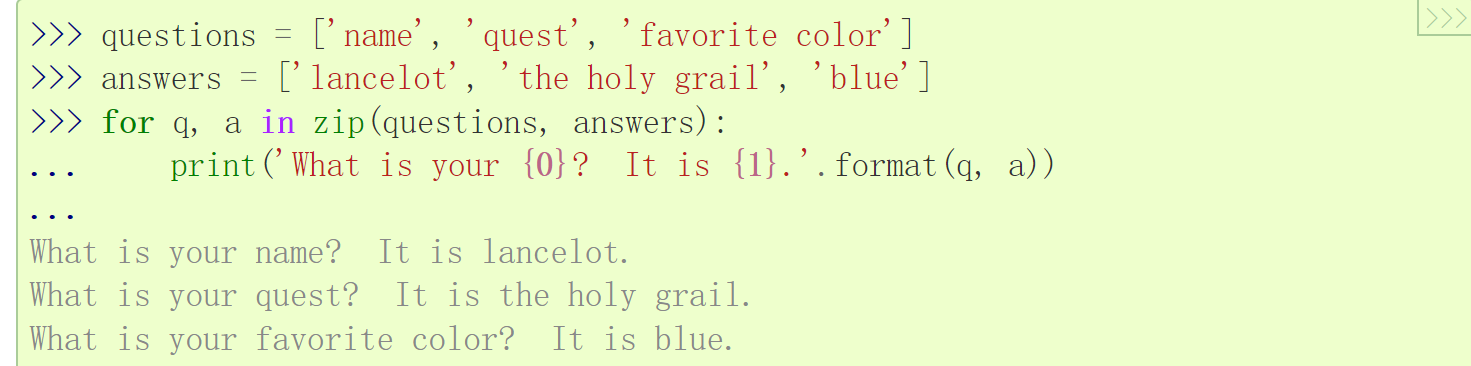 >>> questions = ['name', 'quest', 'favorite color']
>>>
>>> answers = ['lancelot', 'the holy grail', 'blue']
>>> for q, a in zip(questions, answers):
...     print('What is your {0}?  It is {1}.'.format(q, a))
...
What is your name?  It is lancelot.
What is your quest?  It is the holy grail.
What is your favorite color?  It is blue.